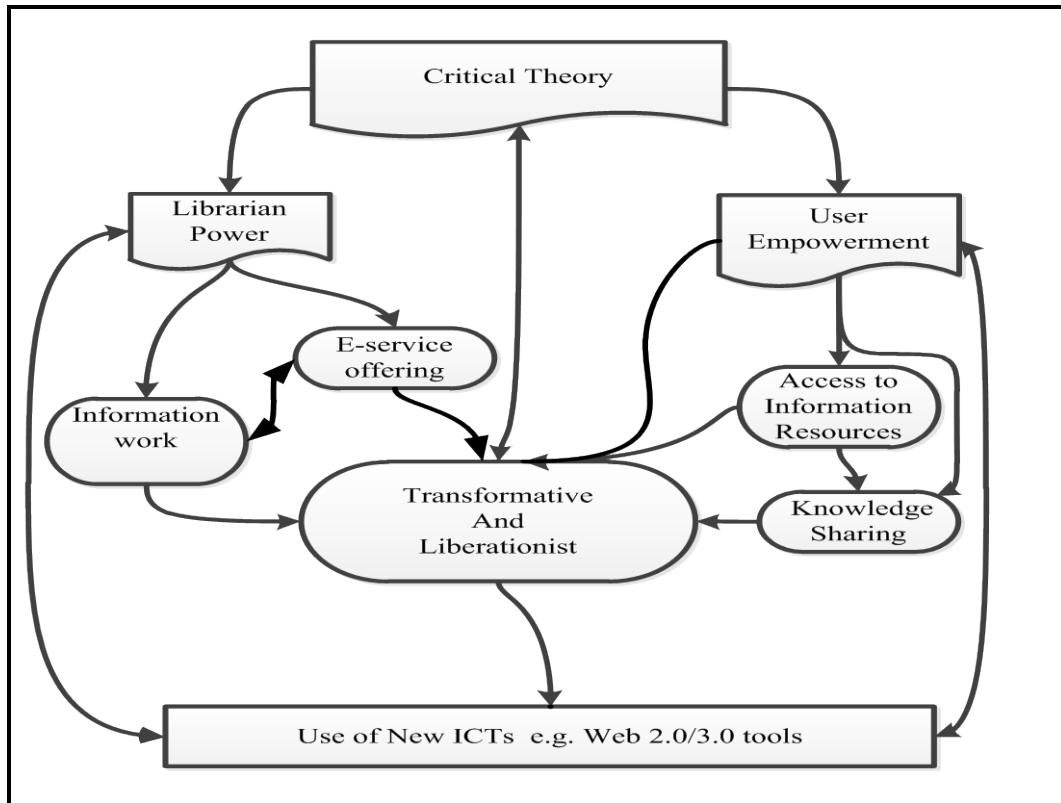 Critical Theory
Librarian
Power
User
Empowerment
E-service
offering
Information
work
Access to
Information
Resources
Transformative
And
Liberationist
Knowledge
Sharing
Use of New ICTs  e.g. Web 2.0/3.0 tools